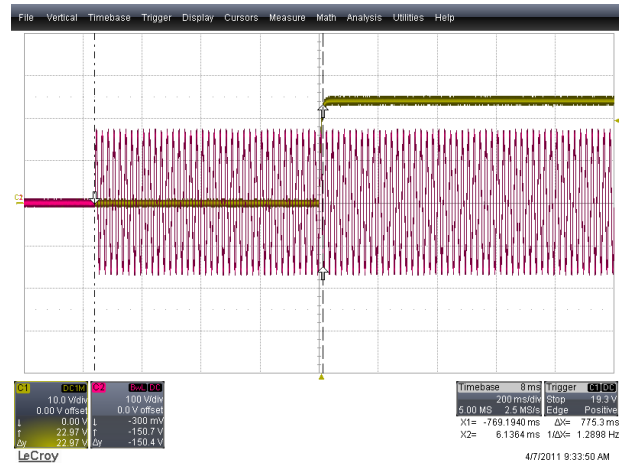 File Vertical Timebase Trigger Display Cursors Measure Math Analysis Utilities Help
C2
C1 DC1M
10.0 V/div
0.00 V offset
↓ 0.00 V
↑ 22.97 V
Δy 22.97 V
C2 BwL DC
100 V/div
0.0 V offset
↓ -300 mV
↑ -150.7 V
Δy -150.4 V
Timebase 8 ms
200 ms/div
5.00 MS 2.5 MS/s
Trigger C1 DC
Stop 19.3 V
Edge Positive
X1= -769.1940 ms ΔX= 775.3 ms
X2= 6.1364 ms 1/ΔX= 1.2898 Hz
LeCroy
4/7/2011 9:33:50 AM